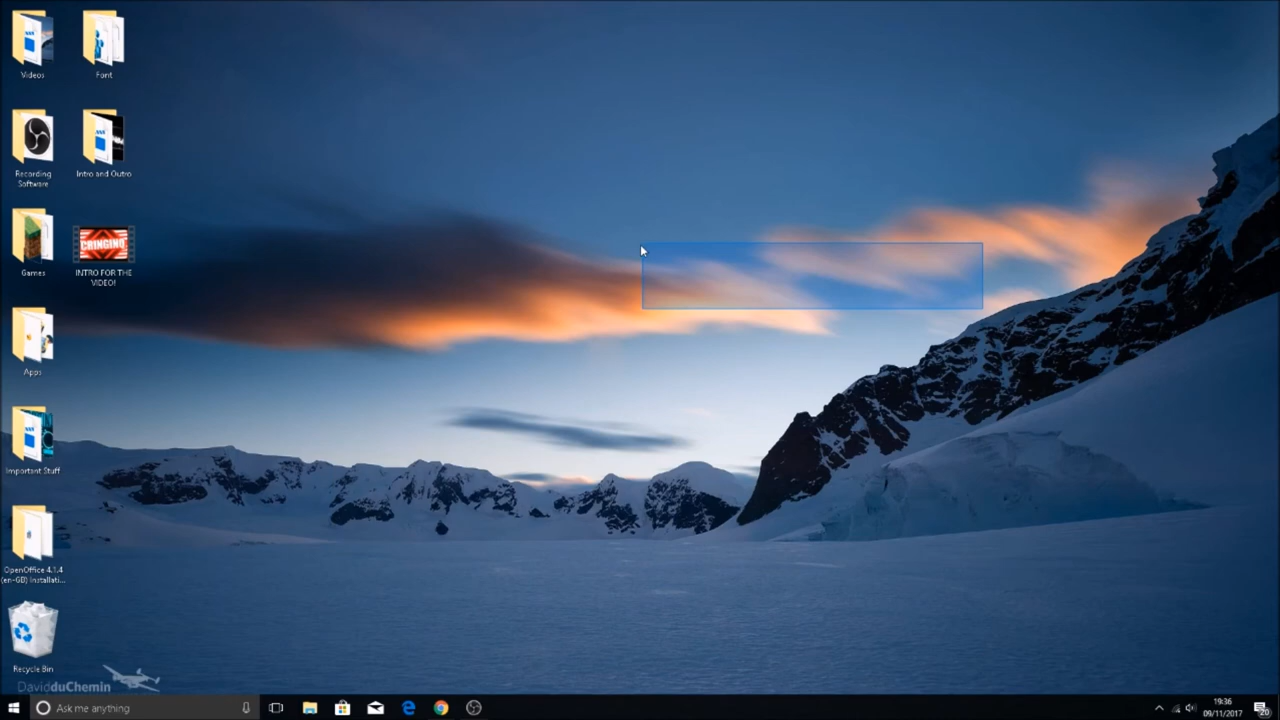 Videos
Font
Recording
Software
Intro and Outro
Games
CRINGINO
INTRO FOR THE
VIDEO!
Apps
Important Stuff
OpenOffice 4.1.4
(en-GB) Installati...
Recycle Bin
DavidduChemin
Ask me anything
19:36
09/11/2017
20